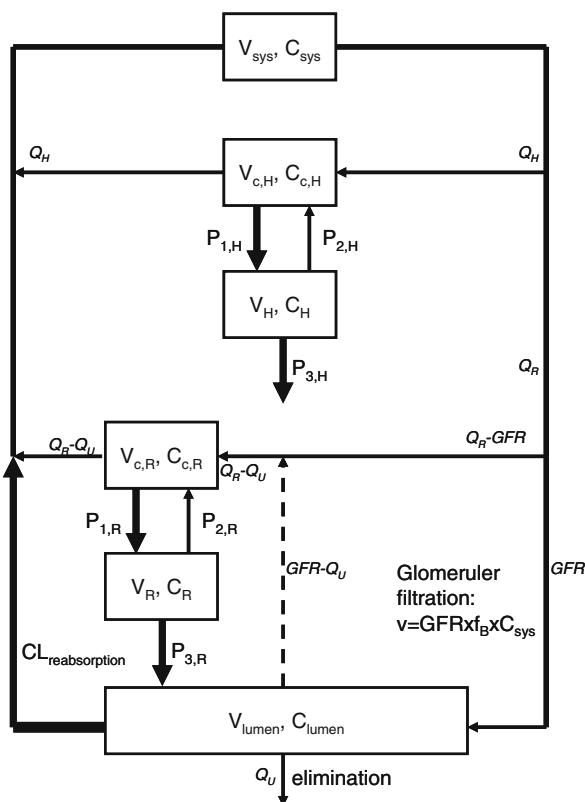 V_sys, C_sys
Q_H
Q_H
V_c,H, C_c,H
P_1,H
P_2,H
V_H, C_H
P_3,H
Q_R
Q_R-Q_U
V_c,R, C_c,R
Q_R-GFR
Q_R-Q_U
P_1,R
P_2,R
V_R, C_R
GFR-Q_U
Glomeruler
filtration:
v=GFRxf_BxC_sys
GFR
CL_reabsorption
P_3,R
V_lumen, C_lumen
Q_U
elimination